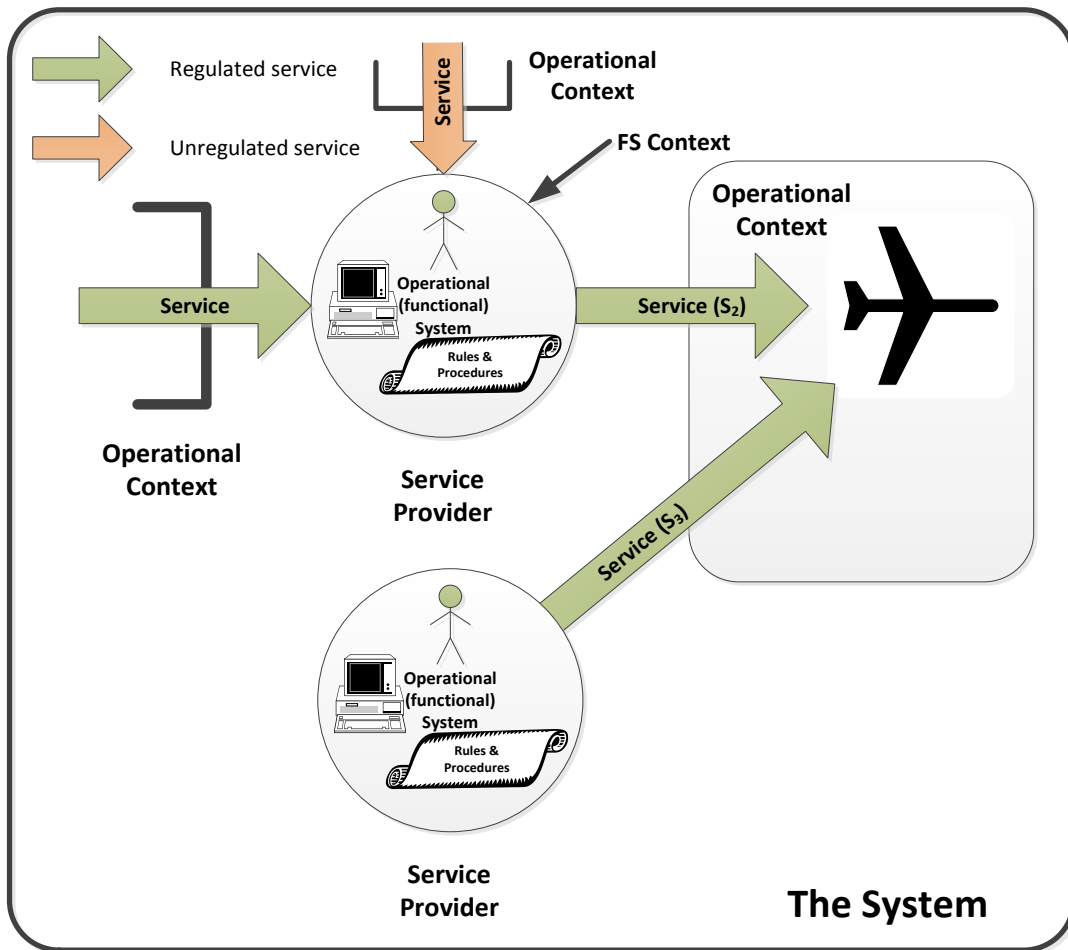 Regulated service
Unregulated service
Service
Operational
Context
FS Context
Operational
Context
Service
Operational
Context
Operational
(functional)
System
Rules &
Procedures
Service
Provider
Service (S₂)
Service (S₃)
Operational
(functional)
System
Rules &
Procedures
Service
Provider
The System